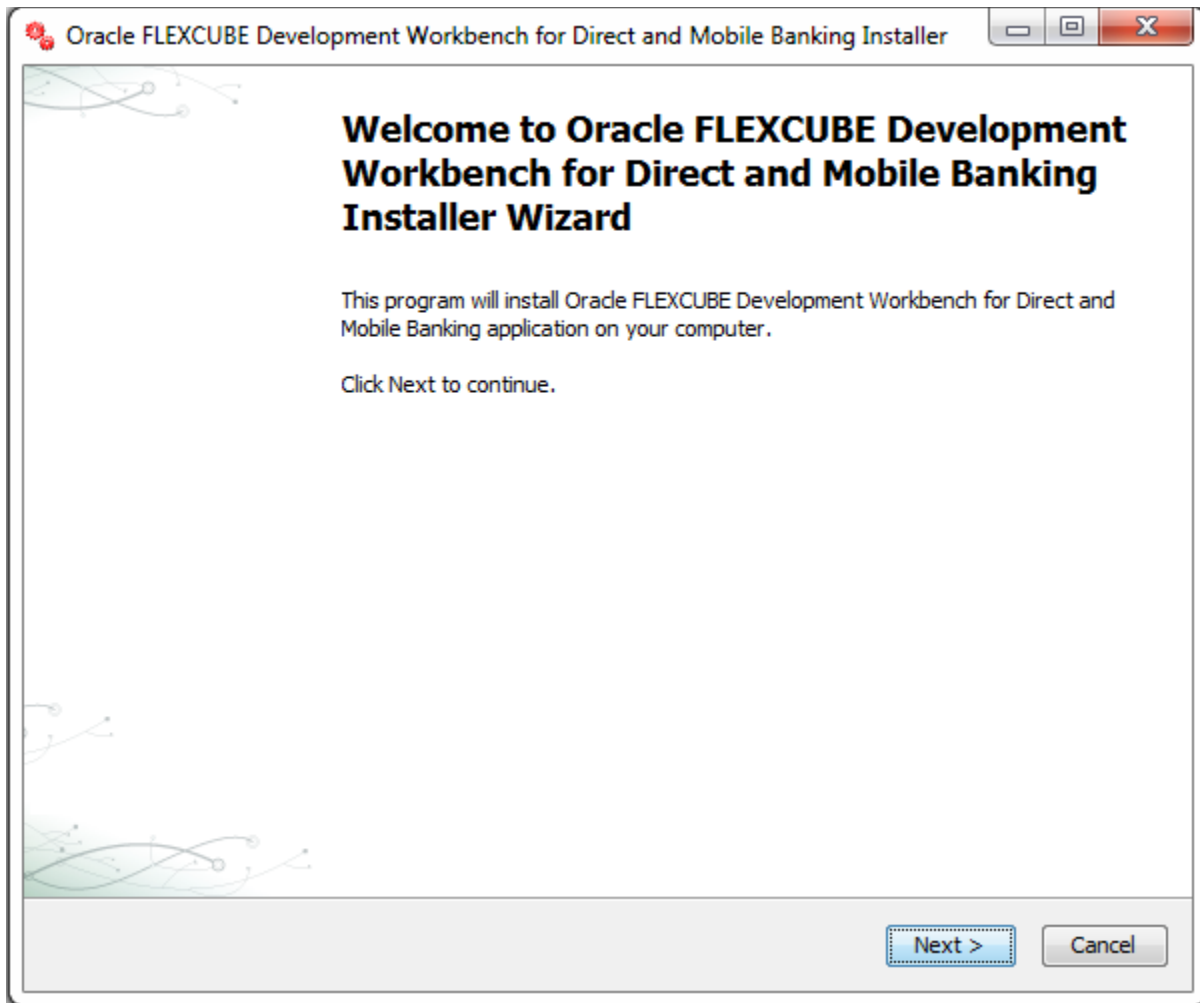 Oracle FLEXCUBE Development Workbench for Direct and Mobile Banking Installer
Welcome to Oracle FLEXCUBE Development
Workbench for Direct and Mobile Banking
Installer Wizard
This program will install Oracle FLEXCUBE Development Workbench for Direct and
Mobile Banking application on your computer.
Click Next to continue.
Next >
Cancel